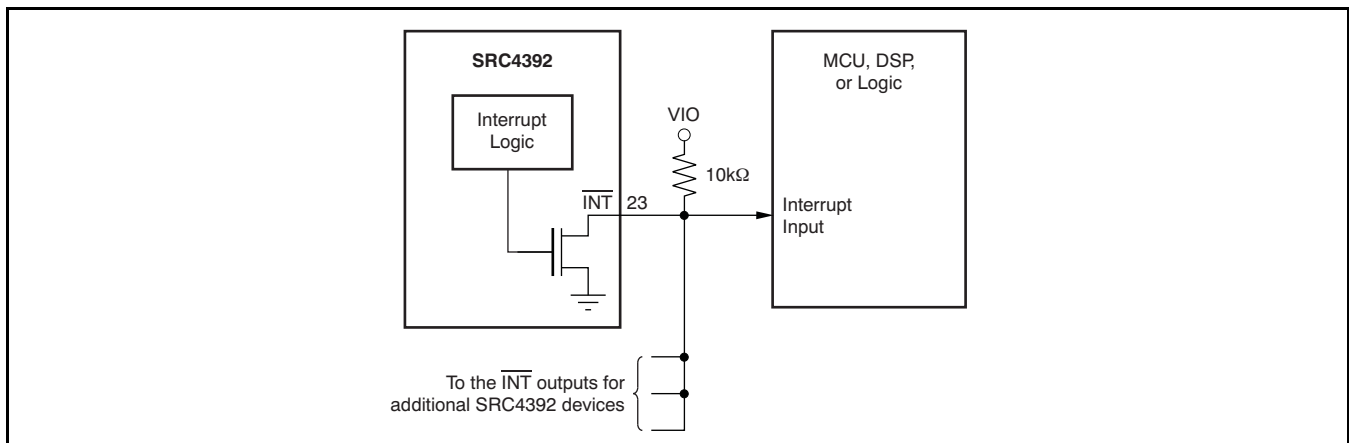 SRC4392
Interrupt
Logic
INT 23
VIO
10kΩ
MCU, DSP,
or Logic
Interrupt
Input
To the INT outputs for
additional SRC4392 devices